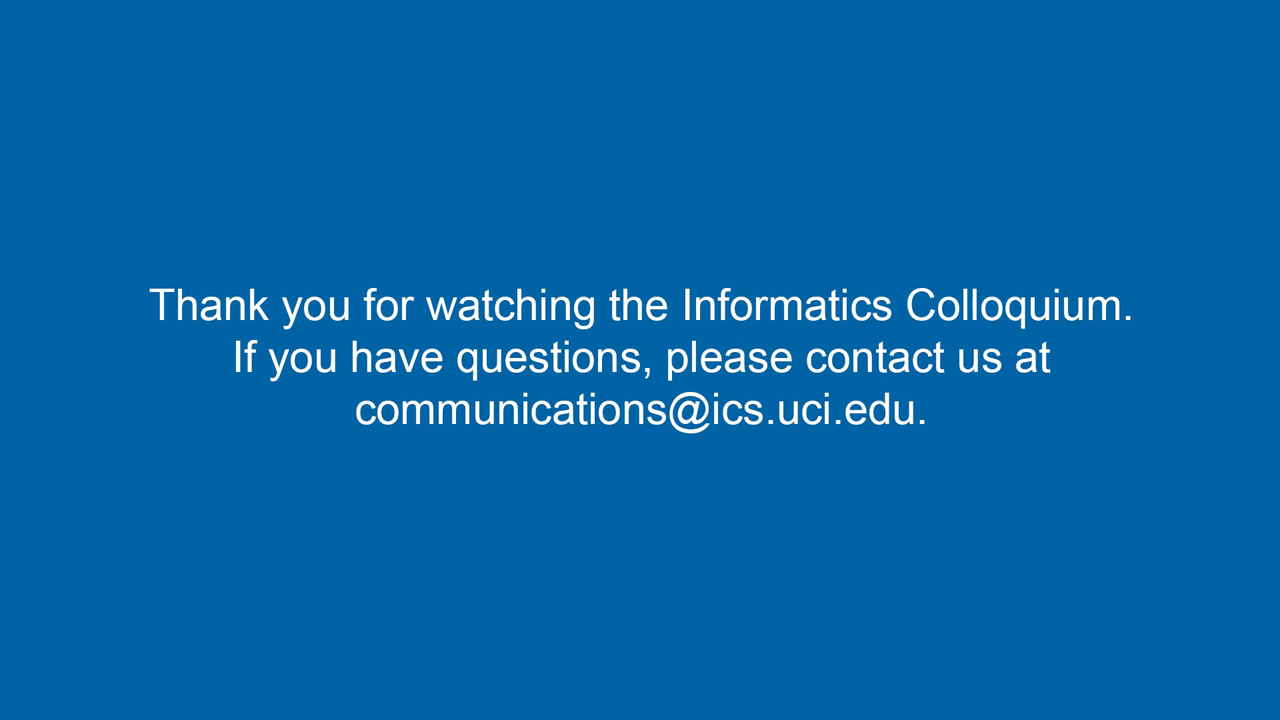 Thank you for watching the Informatics Colloquium.
If you have questions, please contact us at
communications@ics.uci.edu.